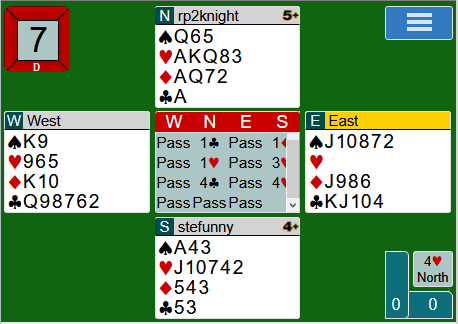 N rp2knight 5+
♠Q65
♥AKQ83
♦AQ72
♣A
7
D
W West
♠K9
♥965
♦K10
♣Q98762
W N E S
Pass 1♣ Pass 1♦
Pass 1♥ Pass 3♥
Pass 4♣ Pass 4♥
Pass Pass Pass
E East
♠J10872
♥
♦J986
♣KJ104
S stefunny 4+
♠A43
♥J10742
♦543
♣53
4♥
North
0 0